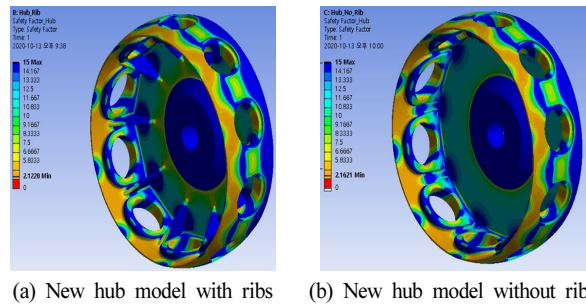 B: Hub_Rib
Safety Factor_Hub
Type: Safety Factor
Time: 1
2020-10-13 오후 9:38
15 Max
14.167
13.333
12.5
11.667
10.833
10
9.1667
8.3333
7.5
6.6667
5.8333
2.1228 Min
0
C: Hub_No_Rib
Safety Factor_Hub
Type: Safety Factor
Time: 1
2020-10-13 오후 10:00
15 Max
14.167
13.333
12.5
11.667
10.833
10
9.1667
8.3333
7.5
6.6667
5.8333
2.1621 Min
0
(a) New hub model with ribs
(b) New hub model without rib